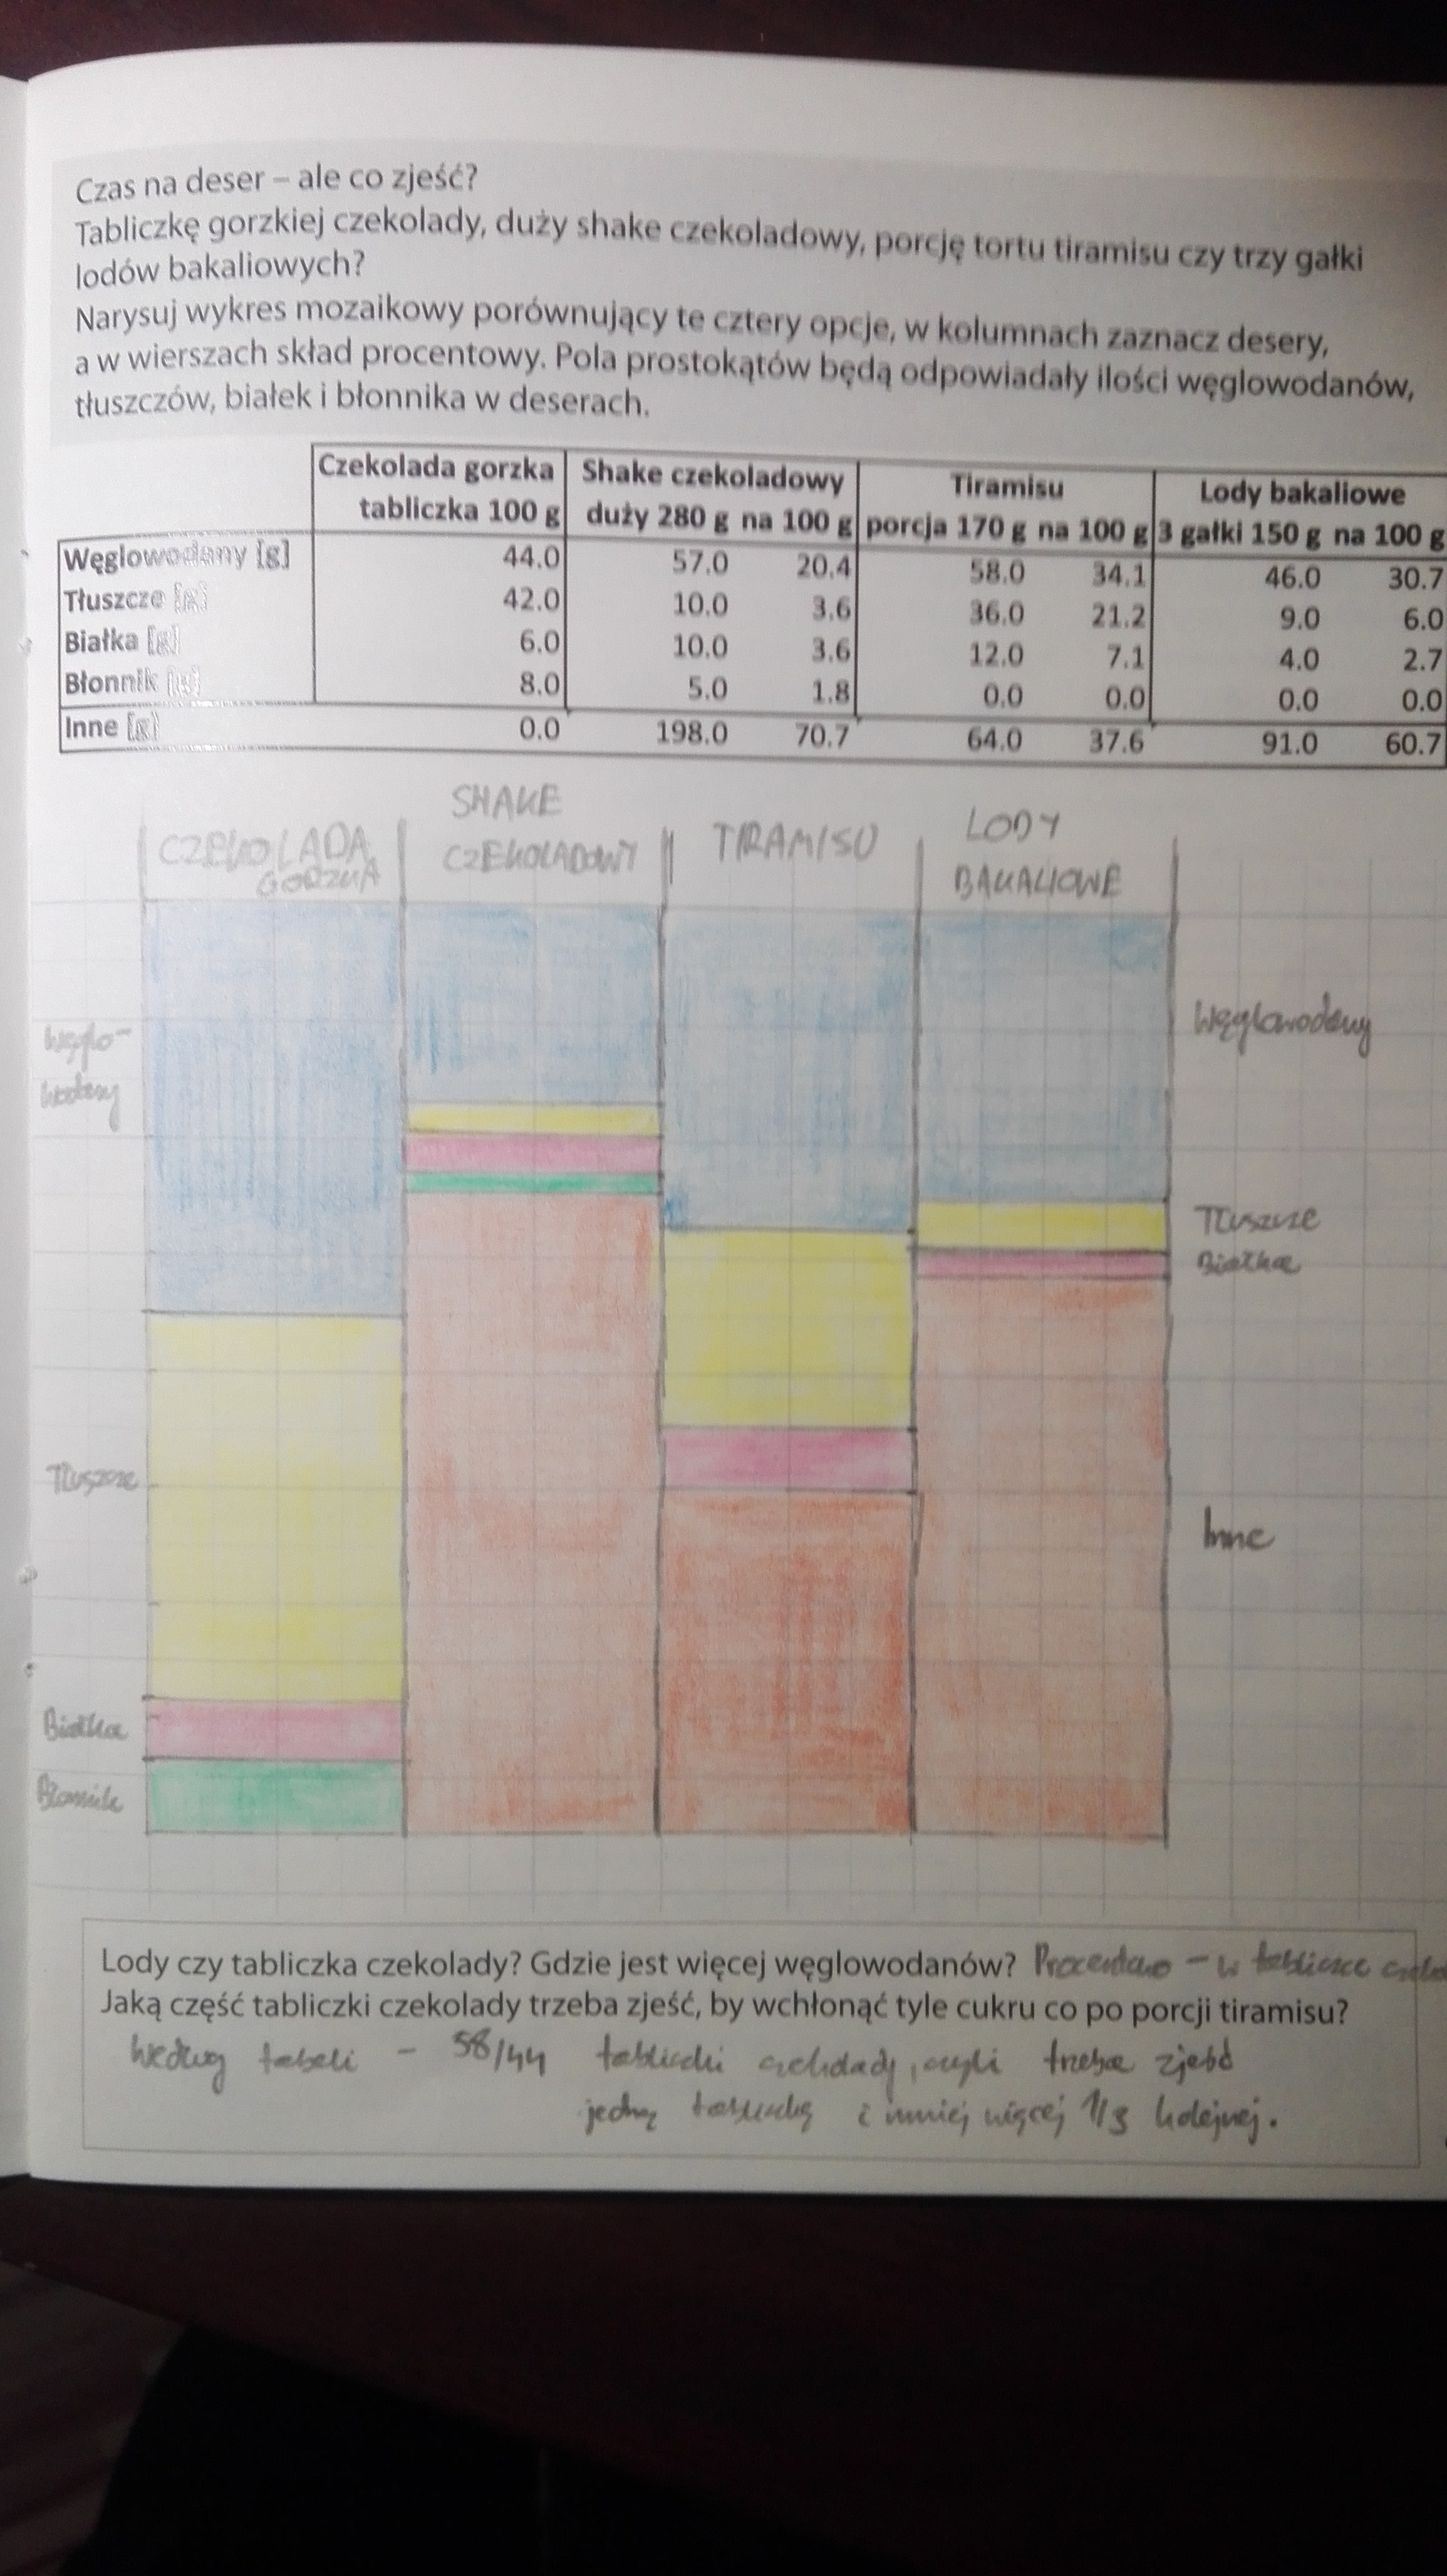 Czas na deser – ale co zjeść?
Tabliczkę gorzkiej czekolady, duży shake czekoladowy, porcję tortu tiramisu czy trzy gałki
lodów bakaliowych?
Narysuj wykres mozaikowy porównujący te cztery opcje, w kolumnach zaznacz desery,
a w wierszach skład procentowy. Pola prostokątów będą odpowiadały ilości węglowodanów,
tłuszczów, białek i błonnika w deserach.
Czekolada gorzka Shake czekoladowy Tiramisu Lody bakaliowe
tabliczka 100 g duży 280 g na 100 g porcja 170 g na 100 g 3 gałki 150 g na 100 g
Węglowodany [g] 44.0 57.0 20.4 58.0 34.1 46.0 30.7
Tłuszcze [g] 42.0 10.0 3.6 36.0 21.2 9.0 6.0
Białka [g] 6.0 10.0 3.6 12.0 7.1 4.0 2.7
Błonnik [g] 8.0 5.0 1.8 0.0 0.0 0.0 0.0
Inne [g] 0.0 198.0 70.7 64.0 37.6 91.0 60.7
CZEKOLADA
GORZKA
SHAKE
CZEKOLADOWY
TIRAMISU
LODY
BAKALIOWE
Węglo-
wodany
Węglowodany
Tłuszcze
Białka
Tłuszcze
Inne
Białka
Błonnik
Lody czy tabliczka czekolady? Gdzie jest więcej węglowodanów? Procentowo – w tabliczce
Jaką część tabliczki czekolady trzeba zjeść, by wchłonąć tyle cukru co po porcji tiramisu?
Według tabeli – 58/44 tabliczki czekolady, czyli trzeba zjeść
jedną tabliczkę i mniej więcej 1/3 kolejnej.